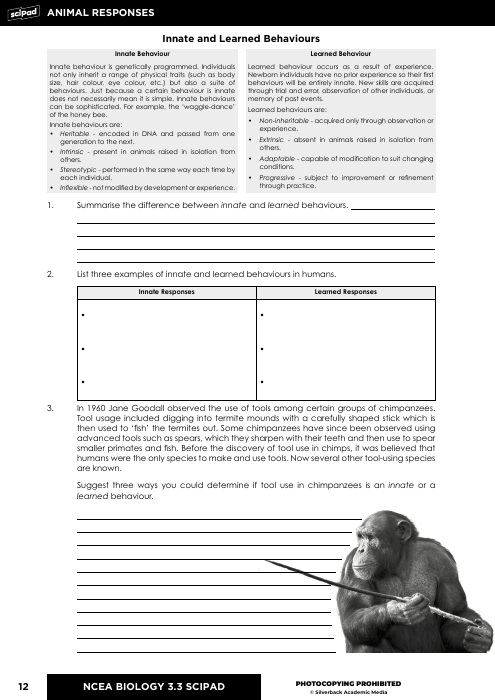 scipad ANIMAL RESPONSES
Innate and Learned Behaviours
Innate Behaviour
Innate behaviour is genetically programmed. Individuals
not only inherit a range of physical traits (such as body
size, hair colour, eye colour, etc.) but also a suite of
behaviours. Just because a certain behaviour is innate
does not necessarily mean it is simple. Innate behaviours
can be sophisticated. For example, the 'waggle-dance'
of the honey bee.
Innate behaviours are:
• Heritable - encoded in DNA and passed from one
generation to the next.
• Intrinsic - present in animals raised in isolation from
others.
• Stereotypic - performed in the same way each time by
each individual.
• Inflexible - not modified by development or experience.
Learned Behaviour
Learned behaviour occurs as a result of experience.
Newborn individuals have no prior experience so their first
behaviours will be entirely innate. New skills are acquired
through trial and error, observation of other individuals, or
memory of past events.
Learned behaviours are:
• Non-inheritable - acquired only through observation or
experience.
• Extrinsic - absent in animals raised in isolation from
others.
• Adaptable - capable of modification to suit changing
conditions.
• Progressive - subject to improvement or refinement
through practice.
1. Summarise the difference between innate and learned behaviours.
2. List three examples of innate and learned behaviours in humans.
Innate Responses
Learned Responses
3. In 1960 Jane Goodall observed the use of tools among certain groups of chimpanzees.
Tool usage included digging into termite mounds with a carefully shaped stick which is
then used to 'fish' the termites out. Some chimpanzees have since been observed using
advanced tools such as spears, which they sharpen with their teeth and then use to spear
smaller primates and fish. Before the discovery of tool use in chimps, it was believed that
humans were the only species to make and use tools. Now several other tool-using species
are known.
Suggest three ways you could determine if tool use in chimpanzees is an innate or a
learned behaviour.
12
NCEA BIOLOGY 3.3 SCIPAD
PHOTOCOPYING PROHIBITED
© Silverback Academic Media